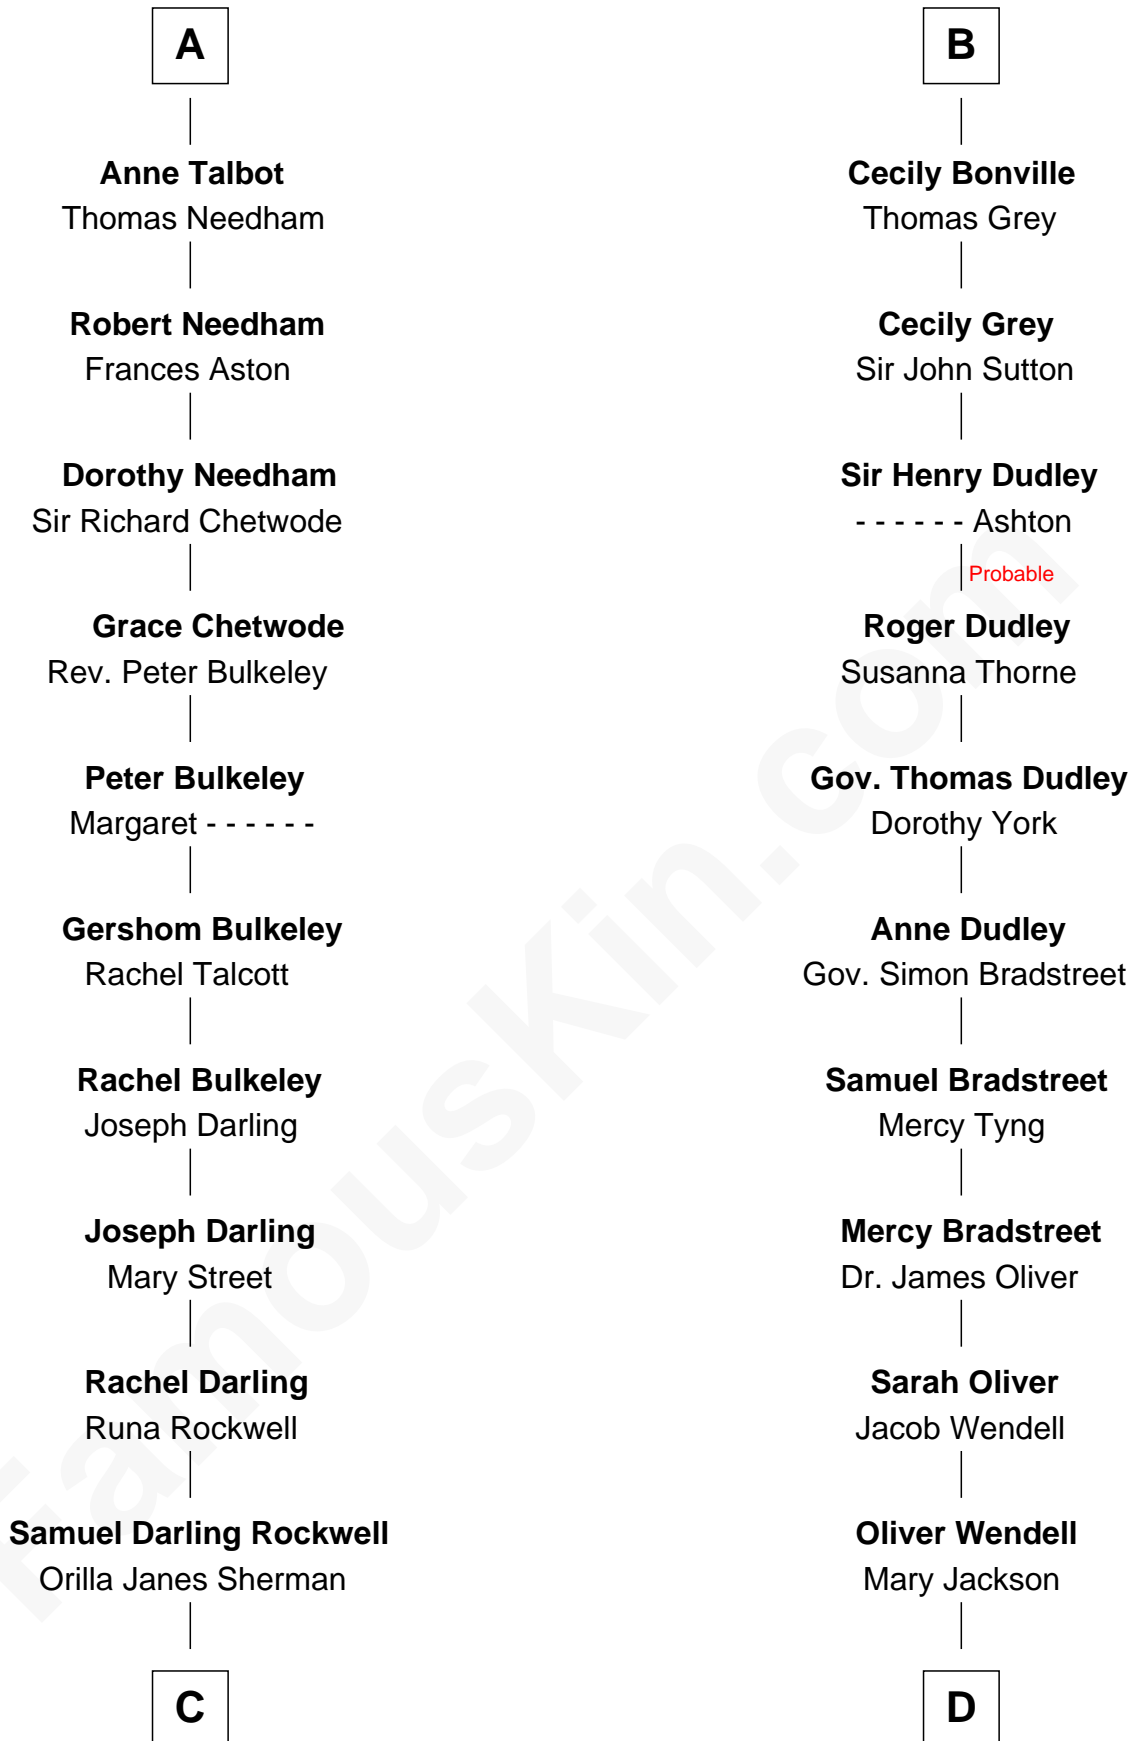 A
Anne Talbot
Thomas Needham
Robert Needham
Frances Aston
Dorothy Needham
Sir Richard Chetwode
Grace Chetwode
Rev. Peter Bulkeley
Peter Bulkeley
Margaret - - - - - -
Gershom Bulkeley
Rachel Talcott
Rachel Bulkeley
Joseph Darling
Joseph Darling
Mary Street
Rachel Darling
Runa Rockwell
Samuel Darling Rockwell
Orilla Janes Sherman
C
B
Cecily Bonville
Thomas Grey
Cecily Grey
Sir John Sutton
Sir Henry Dudley
- - - - - - Ashton
Probable
Roger Dudley
Susanna Thorne
Gov. Thomas Dudley
Dorothy York
Anne Dudley
Gov. Simon Bradstreet
Samuel Bradstreet
Mercy Tyng
Mercy Bradstreet
Dr. James Oliver
Sarah Oliver
Jacob Wendell
Oliver Wendell
Mary Jackson
D
FamousKin.com